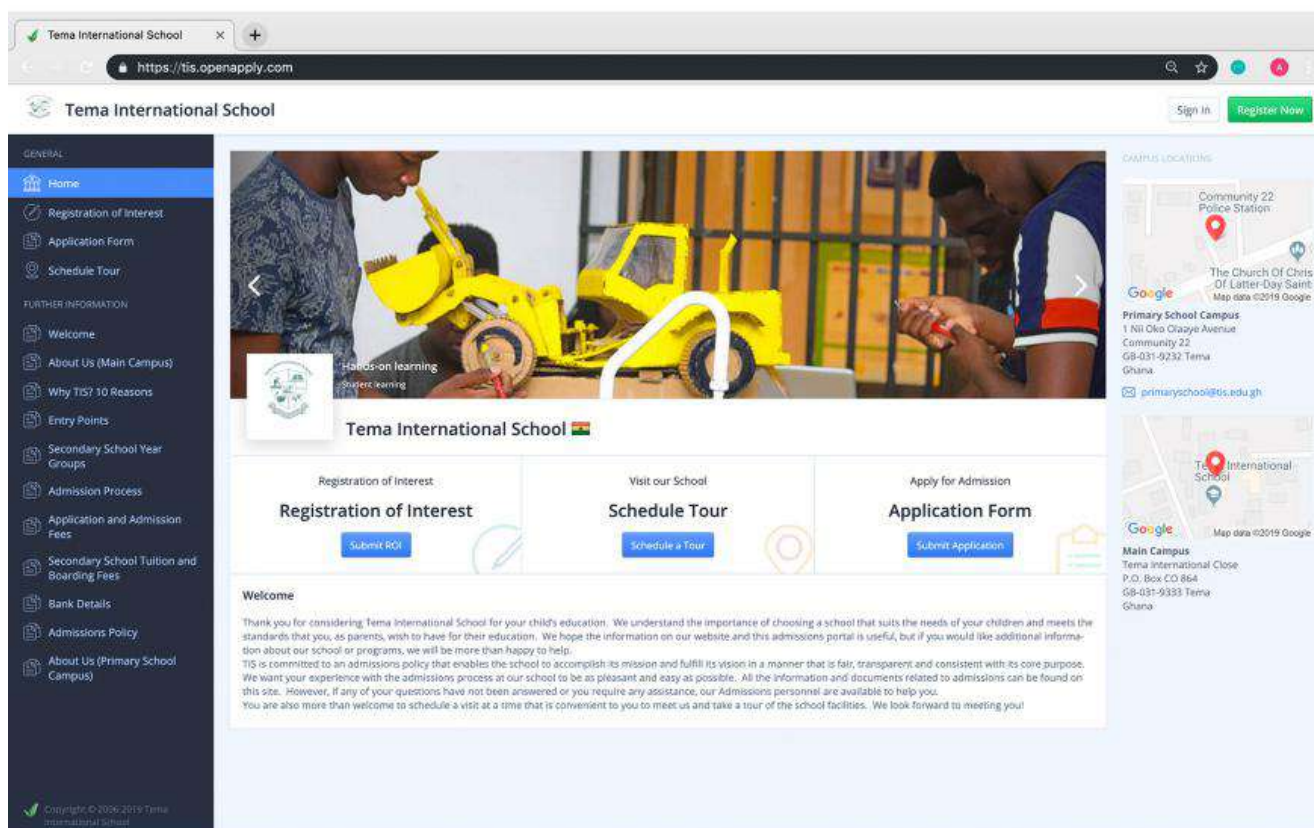 Tema International School
https://tis.openapply.com
Tema International School
Sign In
Register Now
GENERAL
Home
Registration of Interest
Application Form
Schedule Tour
FURTHER INFORMATION
Welcome
About Us (Main Campus)
Why TIS? 10 Reasons
Entry Points
Secondary School Year
Groups
Admission Process
Application and Admission
Fees
Secondary School Tuition and
Boarding Fees
Bank Details
Admissions Policy
About Us (Primary School
Campus)
Copyright © 2006-2019 Tema
International School
Hands-on learning
Student learning
Tema International School
Registration of Interest
Registration of Interest
Submit ROI
Visit our School
Schedule Tour
Schedule a Tour
Apply for Admission
Application Form
Submit Application
Welcome
Thank you for considering Tema International School for your child's education. We understand the importance of choosing a school that suits the needs of your children and meets the
standards that you, as parents, wish to have for their education. We hope the information on our website and this admissions portal is useful, but if you would like additional informa-
tion about our school or programs, we will be more than happy to help.
TIS is committed to an admissions policy that enables the school to accomplish its mission and fulfill its vision in a manner that is fair, transparent and consistent with its core purpose.
We want your experience with the admissions process at our school to be as pleasant and easy as possible. All the information and documents related to admissions can be found on
this site. However, if any of your questions have not been answered or you require any assistance, our Admissions personnel are available to help you.
You are also more than welcome to schedule a visit at a time that is convenient to you to meet us and take a tour of the school facilities. We look forward to meeting you!
CAMPUS LOCATIONS
Community 22
Police Station
The Church Of Chris
Of Latter-Day Saint
Google
Map data ©2019 Google
Primary School Campus
1 Nii Oko Olaaye Avenue
Community 22
GB-031-9232 Tema
Ghana
primaryschool@tis.edu.gh
International
School
Google
Map data ©2019 Google
Main Campus
Tema International Close
P.O. Box CO 864
GB-031-9333 Tema
Ghana